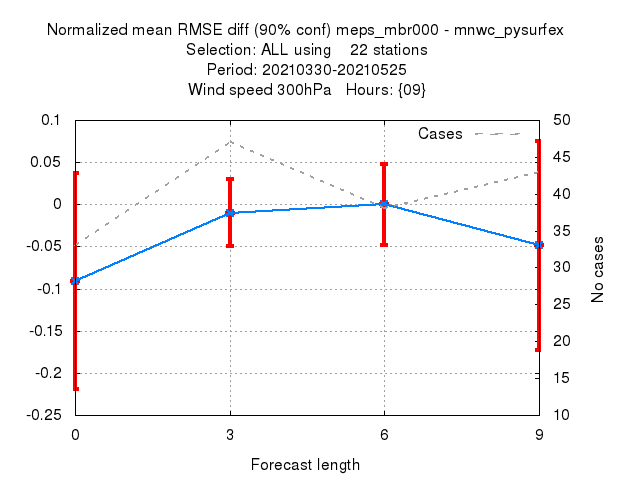 Normalized mean RMSE diff (90% conf) meps_mbr000 - mnwc_pysurfex
Selection: ALL using 22 stations
Period: 20210330-20210525
Wind speed 300hPa Hours: {09}
Cases
0.1
0.05
0
-0.05
-0.1
-0.15
-0.2
-0.25
50
45
40
35
30
25
20
15
10
No cases
0 3 6 9
Forecast length